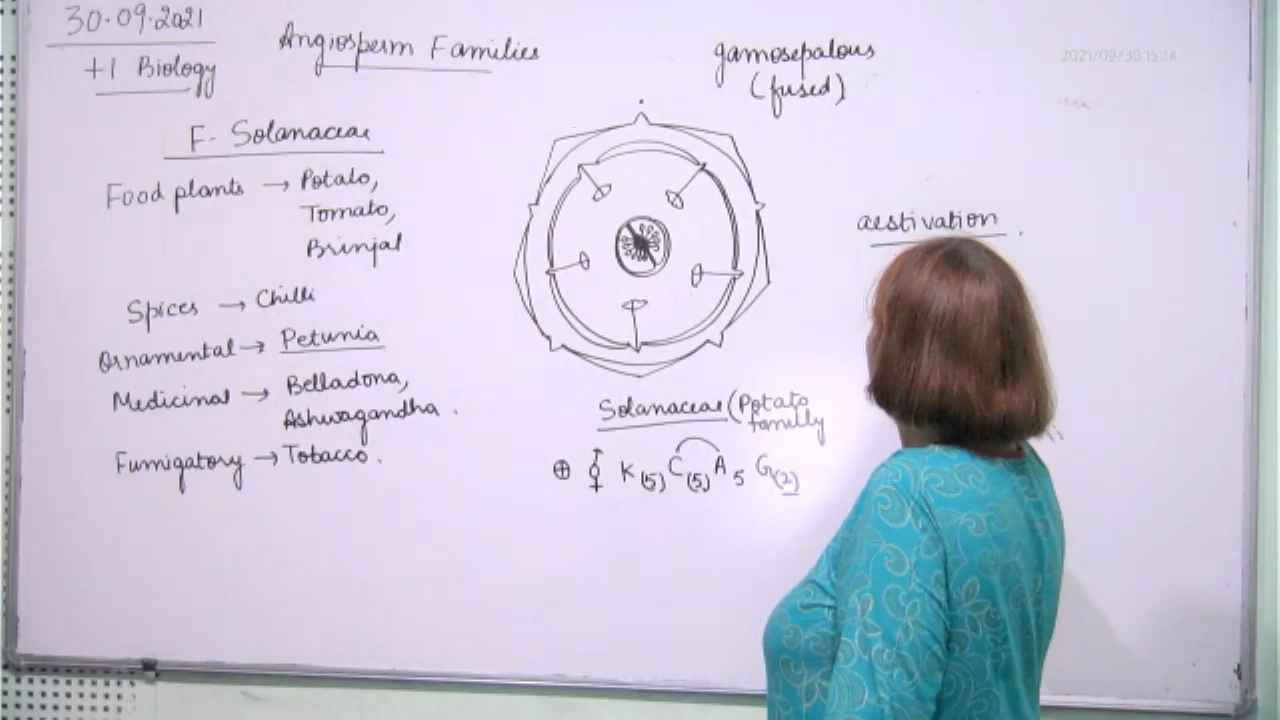 30.09.2021
+1 Biology
Angiosperm Families
gamosepalous
(fused)
2021/09/30 15:14
F- Solanaceae
Food plants → Potato,
Tomato,
Brinjal
Spices → Chilli
Ornamental → Petunia
Medicinal → Belladona,
Ashwagandha.
Fumigatory → Tobacco.
aestivation.
Solanaceae (Potato
familly
⊕ ⚥ K(5) C(5) A5 G(2)